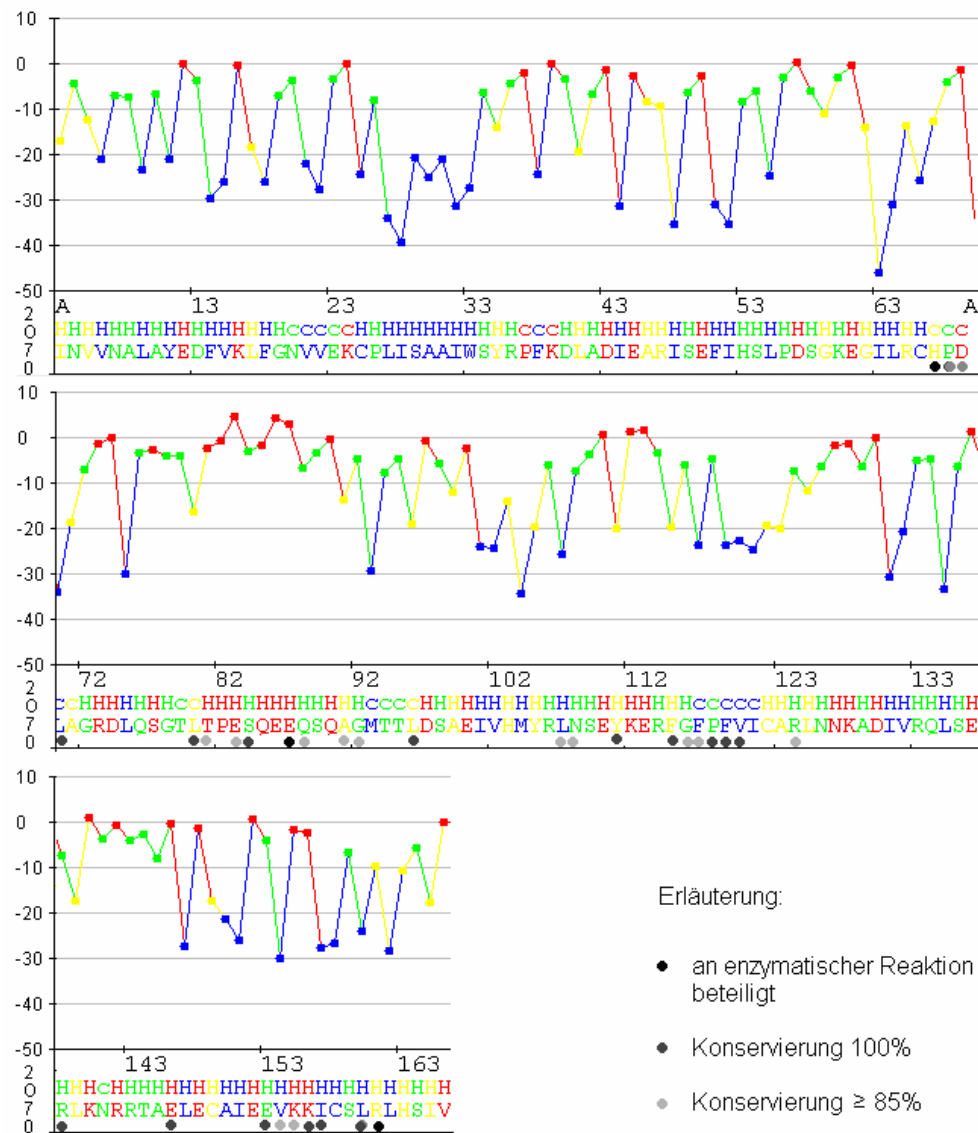 10
0
-10
-20
-30
-40
-50
A 13 23 33 43 53 63 A
2
0
7
0
HHHHHHHHHHHHHHHHHcccccHHHHHHHHHHHHcccHHHHHHHHHHHHHHHHHHHHHHHHHHHccc
INVVNALAYEDFVKLFGNVVEKCPLISAAIWSYRPFKDLADIEARISEFIHSLPDSGKEGILRCHPD
10
0
-10
-20
-30
-40
-50
72 82 92 102 112 123 133
2
0
7
0
ccHHHHHHHccHHHHHHHHHHHHccccHHHHHHHHHHHHHHHHHHHHcccccHHHHHHHHHHHHHHHH
LAGRDLQSGTLTPESQEEQSQAGMTTLDSAEIVHMYRLNSEYKERFGFPFVICARLNNKADIVRQLSE
10
0
-10
-20
-30
-40
-50
143 153 163
2
0
7
0
HHHcHHHHHHHHHHHHHHHHHHHHHHHHH
RLKNRRTAELECAIEEVKKICSLRLHSIV
Erläuterung:
an enzymatischer Reaktion
beteiligt
Konservierung 100%
Konservierung ≥ 85%